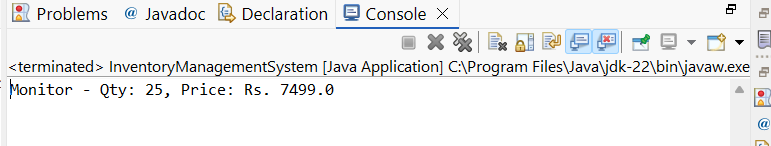 Problems @ Javadoc Declaration Console
<terminated> InventoryManagementSystem [Java Application] C:\Program Files\Java\jdk-22\bin\javaw.exe
Monitor - Qty: 25, Price: Rs. 7499.0
@